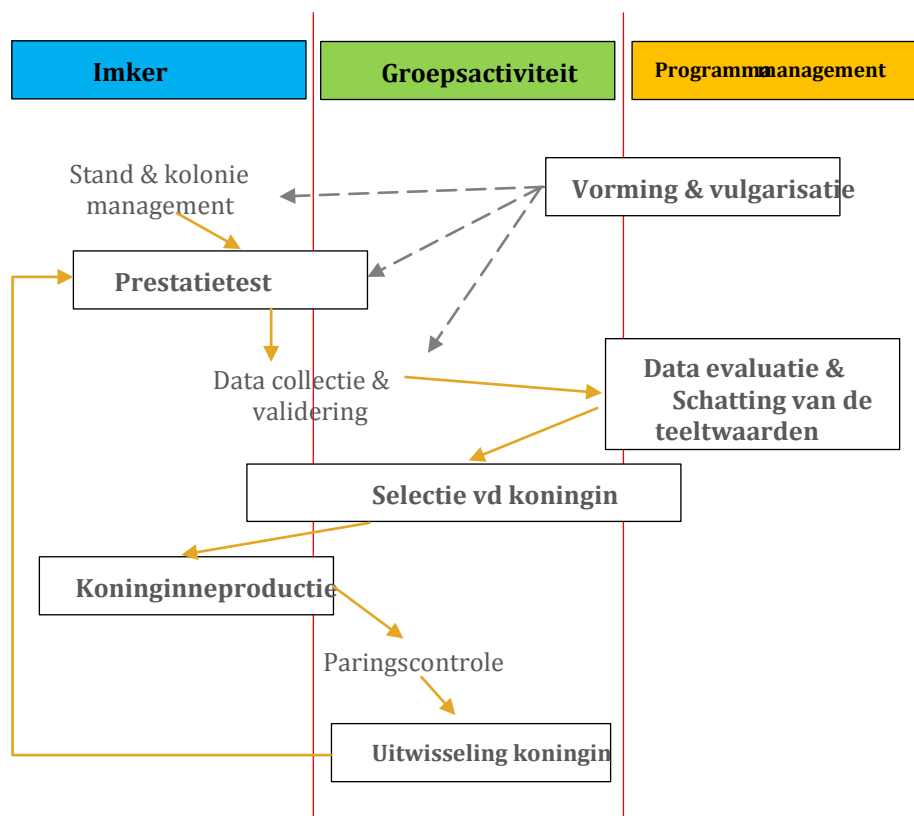 Imker
Groepsactiviteit
Programmamanagement
Stand & kolonie
management
Vorming & vulgarisatie
Prestatietest
Data collectie &
validering
Data evaluatie &
Schatting van de
teeltwaarden
Selectie vd koningin
Koninginneproductie
Paringscontrole
Uitwisseling koningin